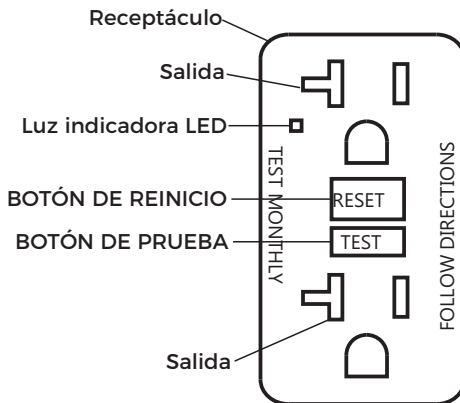 Receptáculo
Salida
Luz indicadora LED
TEST MONTHLY
FOLLOW DIRECTIONS
BOTÓN DE REINICIO
RESET
BOTÓN DE PRUEBA
TEST
Salida